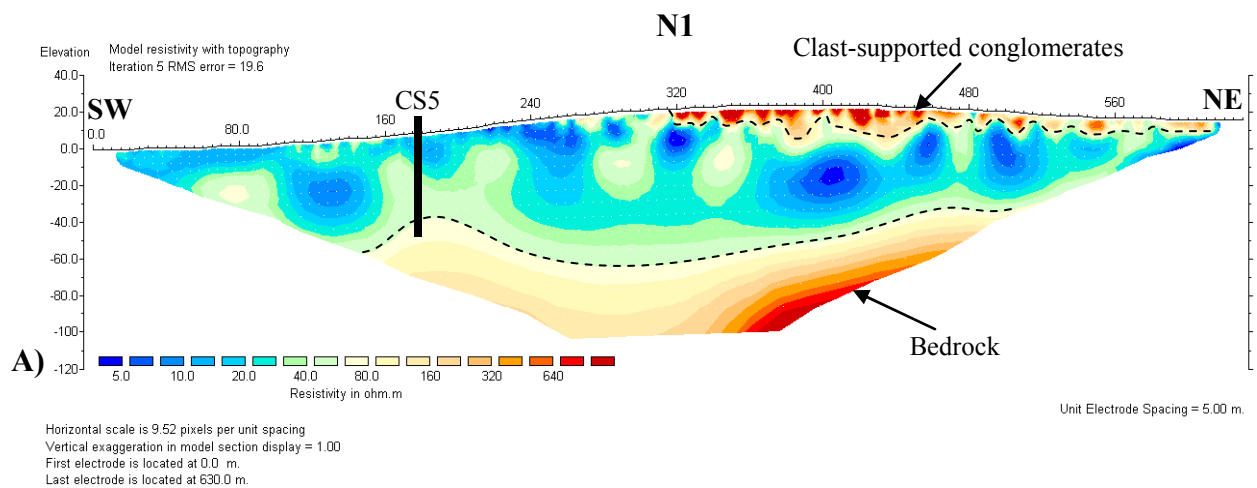 N1
Elevation
Model resistivity with topography
Iteration 5 RMS error = 19.6
Clast-supported conglomerates
40.0
SW
CS5
320
400
480
NE
20.0
240
560
160
0.0
80.0
0.0
-20.0
-40.0
-60.0
-80.0
-100
Bedrock
A)
-120
5.0 10.0 20.0 40.0 80.0 160 320 640
Resistivity in ohm.m
Unit Electrode Spacing = 5.00 m.
Horizontal scale is 9.52 pixels per unit spacing
Vertical exaggeration in model section display = 1.00
First electrode is located at 0.0 m.
Last electrode is located at 630.0 m.